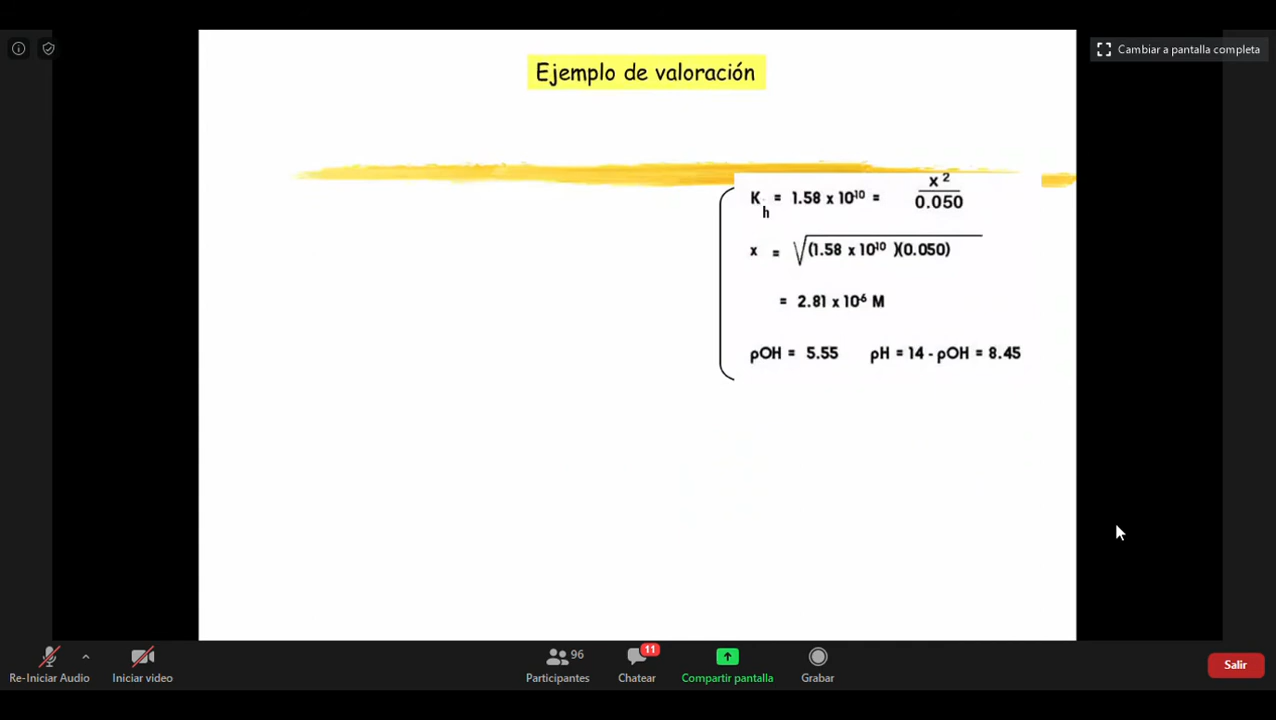 Cambiar a pantalla completa
Ejemplo de valoración
K h = 1.58 x 10¹⁰ = x² / 0.050
x = √(1.58 x 10¹⁰)(0.050)
= 2.81 x 10⁻⁶ M
pOH = 5.55 pH = 14 - pOH = 8.45
96 11
Re-Iniciar Audio Iniciar video Participantes Chatear Compartir pantalla Grabar Salir